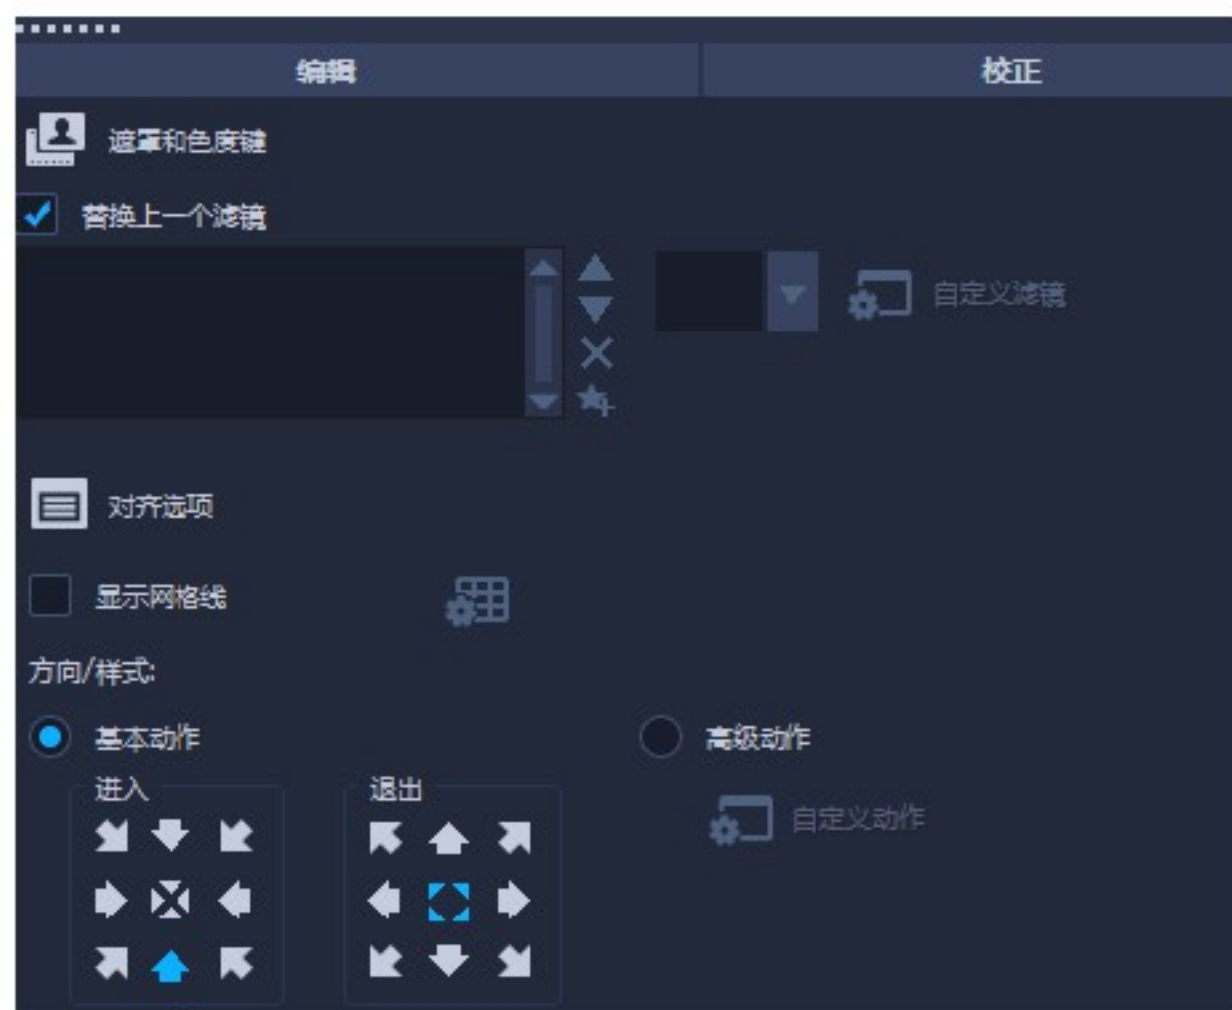 编辑 校正
遮罩和色度键
替换上一个滤镜
自定义滤镜
对齐选项
显示网格线
方向/样式:
基本动作 高级动作
进入 退出
自定义动作